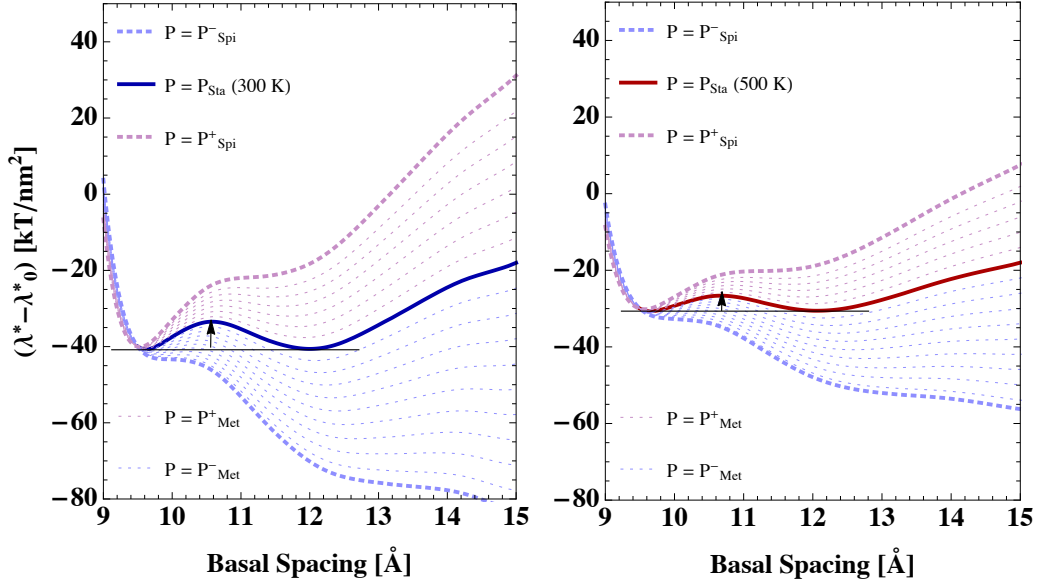 40
P = P⁻Spi
20
P = PSta (300 K)
P = P⁺Spi
0
−20
−40
−60
P = P⁺Met
P = P⁻Met
−80
9 10 11 12 13 14 15
Basal Spacing [Å]
(λ*−λ*₀) [kT/nm²]
40
P = P⁻Spi
20
P = PSta (500 K)
P = P⁺Spi
0
−20
−40
−60
P = P⁺Met
P = P⁻Met
−80
9 10 11 12 13 14 15
Basal Spacing [Å]